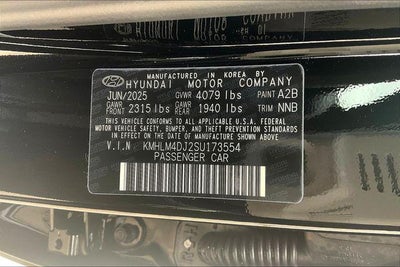 MANUFACTURED IN KOREA BY
HYUNDAI MOTOR COMPANY
JUN/2025 GVWR 4079 lbs PAINT A2B
GAWR FRONT 2315 lbs GAWR REAR 1940 lbs TRIM NNB
THIS VEHICLE CONFORMS TO ALL APPLICABLE U.S.A FEDERAL
MOTOR VEHICLE SAFETY, BUMPER, AND THEFT PREVENTION
STANDARDS IN EFFECT ON THE DATE OF MANUFACTURE
SHOWN ABOVE
V.I.N KMHLM4DJ2SU173554
PASSENGER CAR